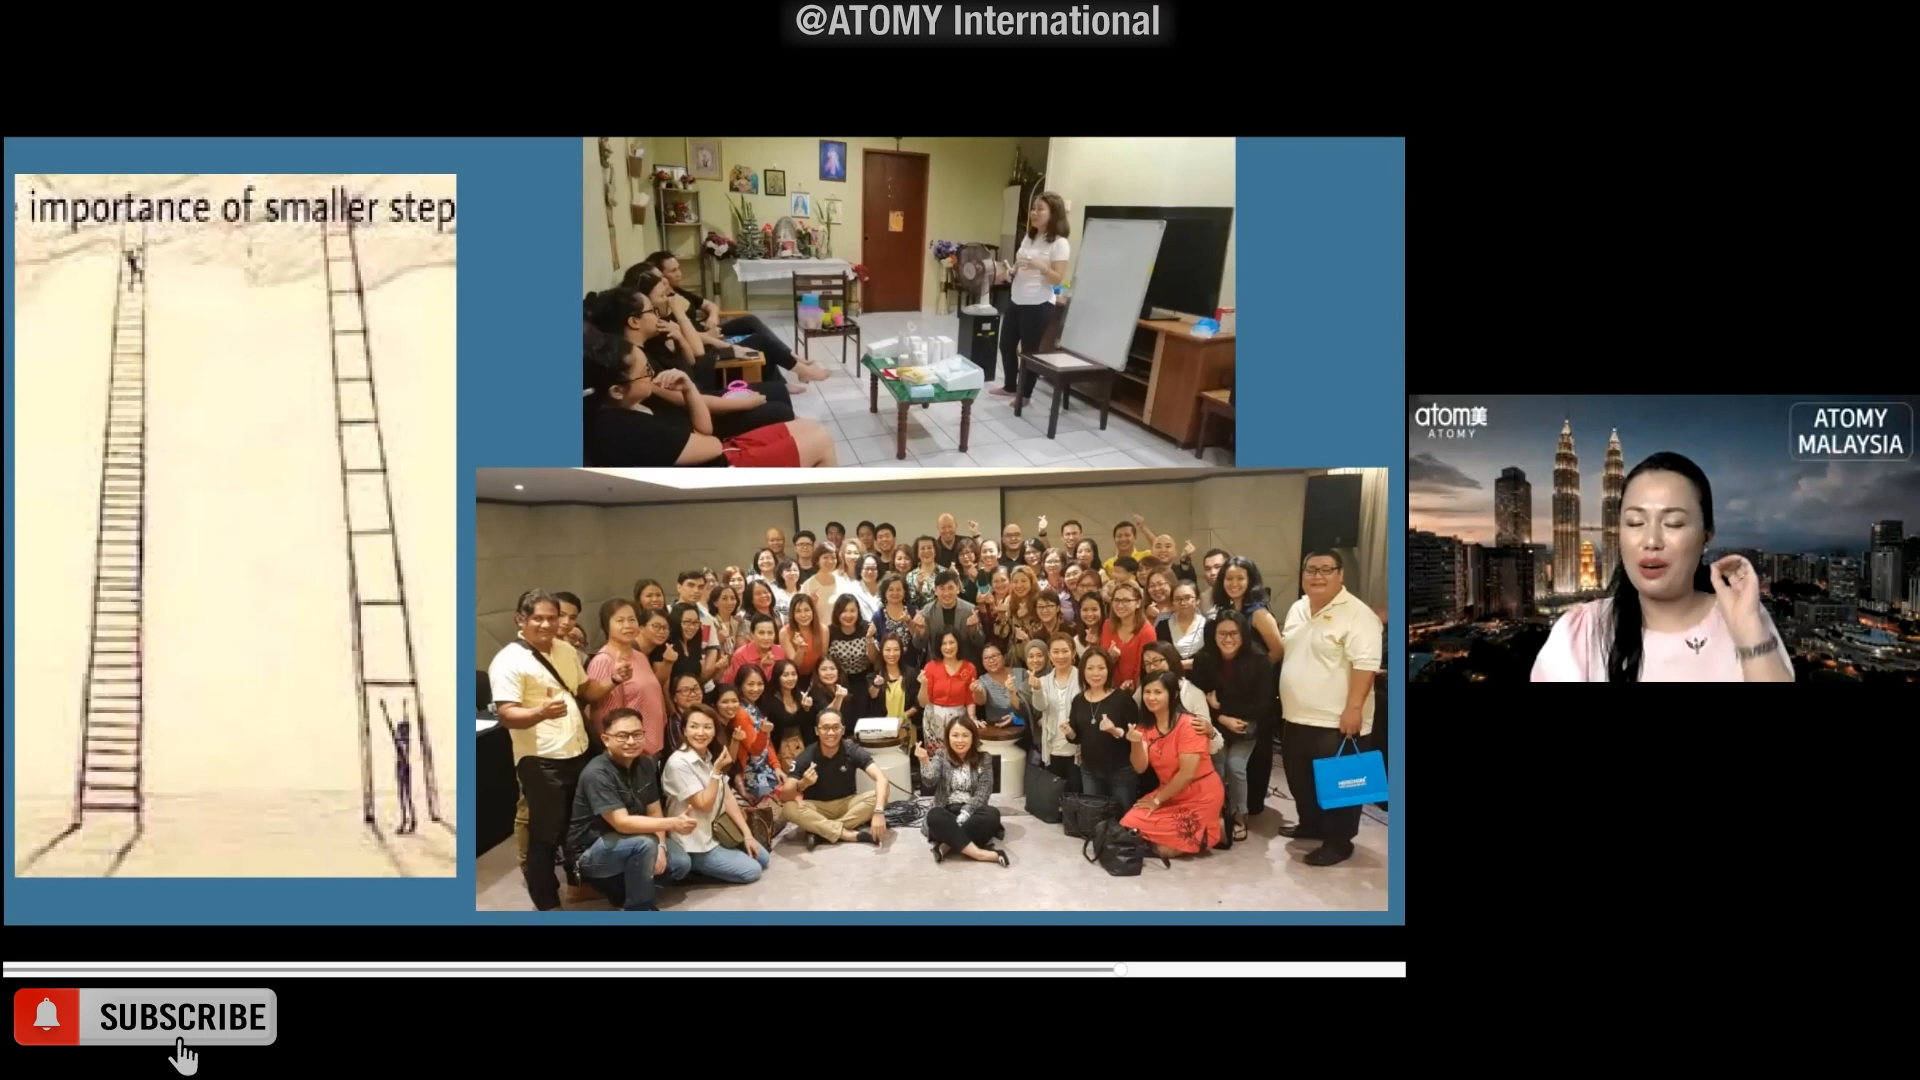 @ATOMY International
importance of smaller step
atom美
ATOMY
ATOMY
MALAYSIA
SUBSCRIBE